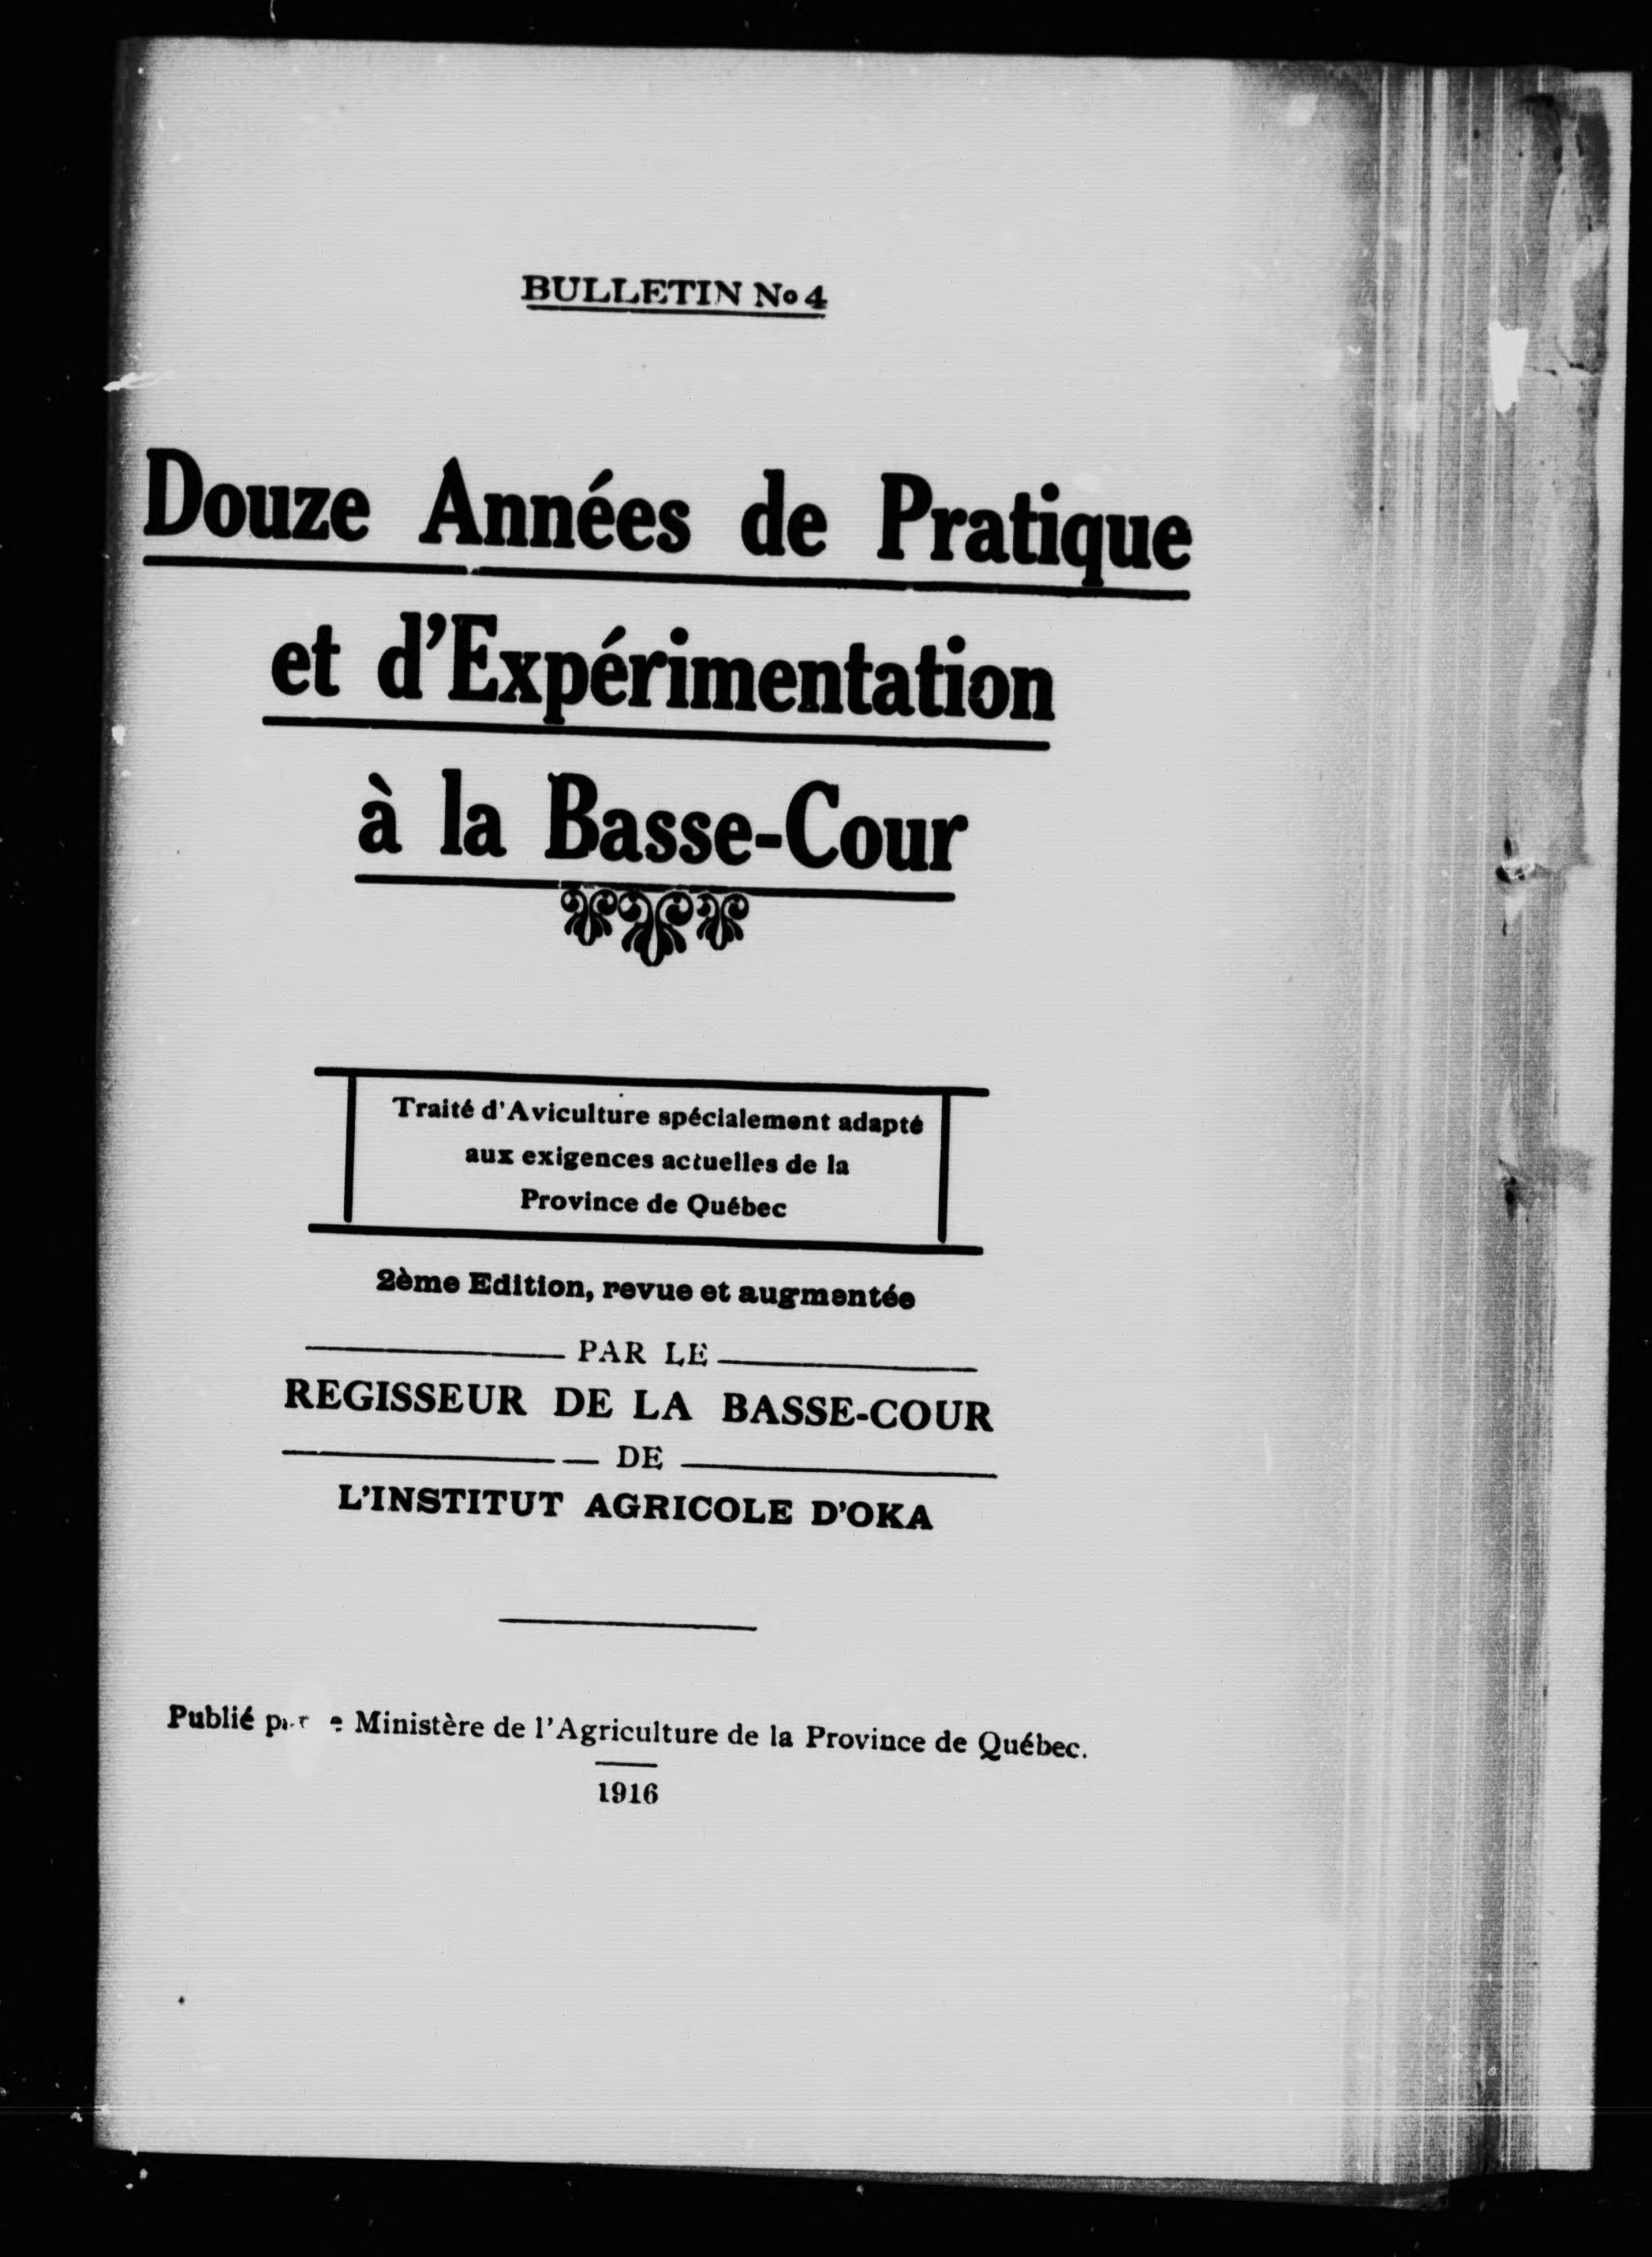 BULLETIN No 4
Douze Années de Pratique
et d'Expérimentation
à la Basse-Cour
Traité d'Aviculture spécialement adapté
aux exigences actuelles de la
Province de Québec
2ème Edition, revue et augmentée
PAR LE
REGISSEUR DE LA BASSE-COUR
DE
L'INSTITUT AGRICOLE D'OKA
Publié Ministère de l'Agriculture de la Province de Québec.
1916